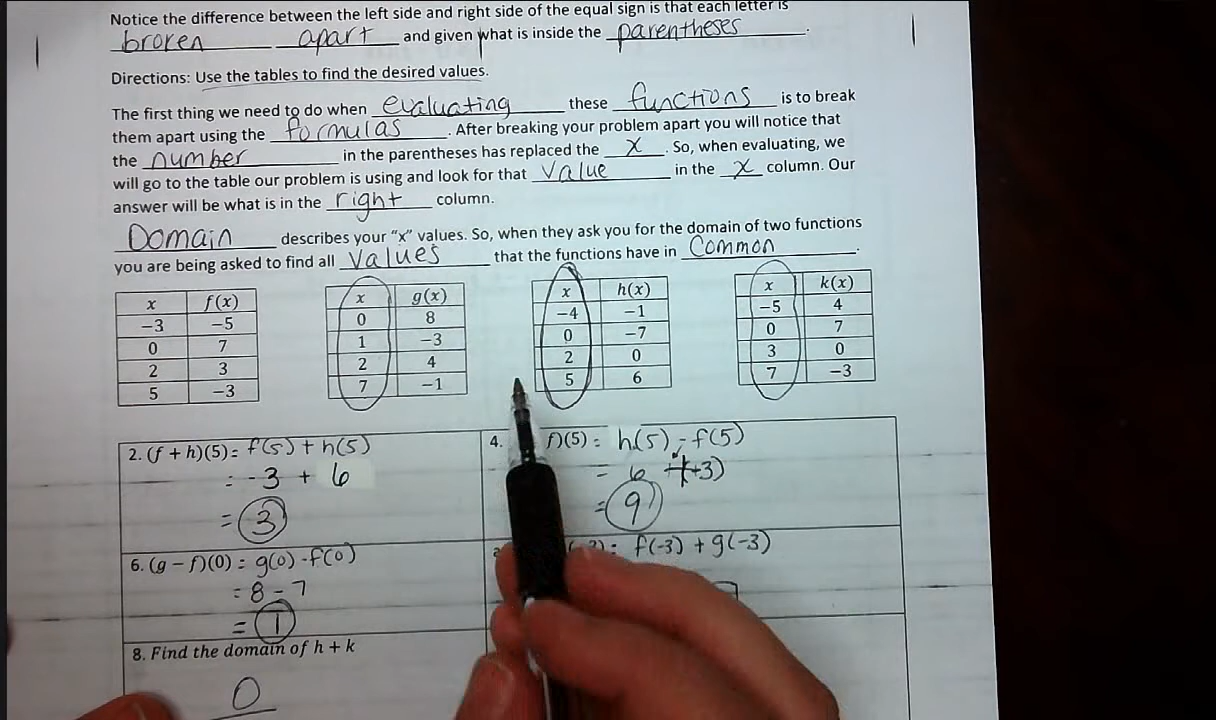 Notice the difference between the left side and right side of the equal sign is that each letter is
broken apart and given what is inside the parentheses.
Directions: Use the tables to find the desired values.
The first thing we need to do when evaluating these functions is to break
them apart using the formulas. After breaking your problem apart you will notice that
the number in the parentheses has replaced the x. So, when evaluating, we
will go to the table our problem is using and look for that value in the x column. Our
answer will be what is in the right column.
Domain describes your “x” values. So, when they ask you for the domain of two functions
you are being asked to find all values that the functions have in common.
x f(x)
−3 −5
0 7
2 3
5 −3
x g(x)
0 8
1 −3
2 4
7 −1
x h(x)
−4 −1
0 −7
2 0
5 6
x k(x)
−5 4
0 7
3 0
7 −3
2. (f + h)(5) = f(5) + h(5)
= -3 + 6
= 3
4. f)(5) = h(5) - f(5)
= 6 + (+3)
= 9
6. (g − f)(0) = g(0) - f(0)
= 8 - 7
= 1
= f(-3) + g(-3)
8. Find the domain of h + k
0